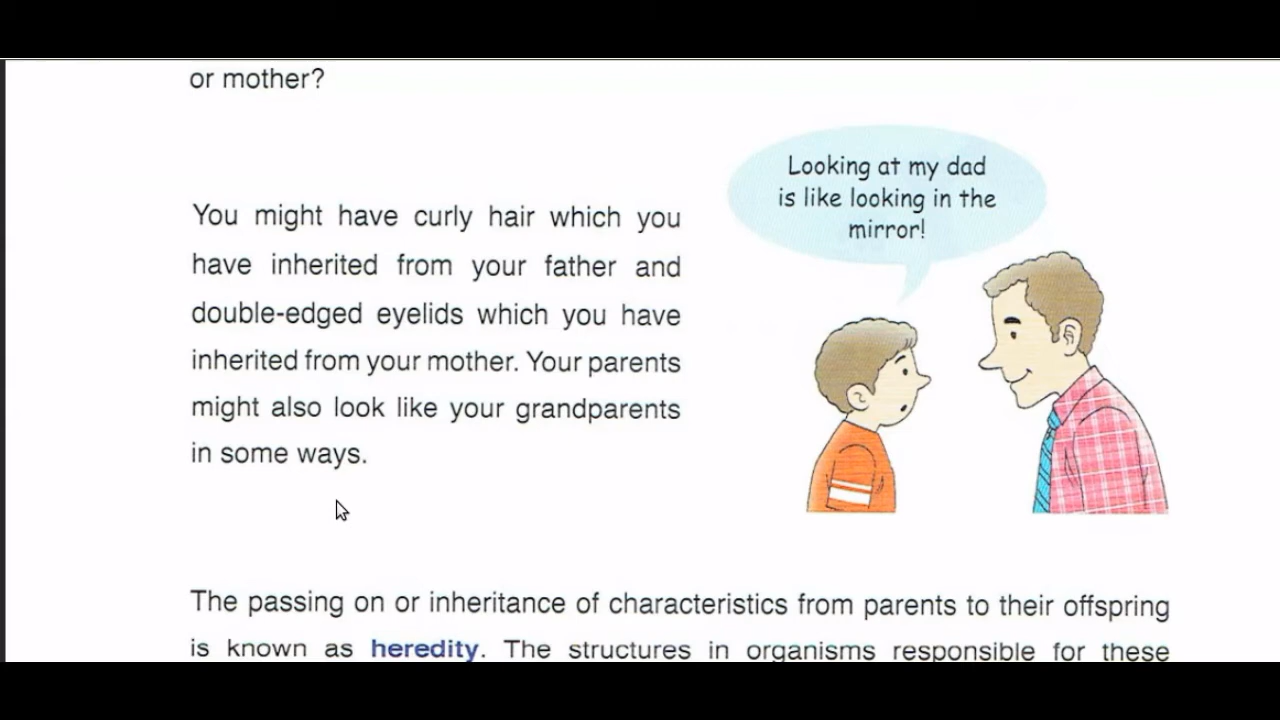 or mother?
Looking at my dad
is like looking in the
mirror!
You might have curly hair which you
have inherited from your father and
double-edged eyelids which you have
inherited from your mother. Your parents
might also look like your grandparents
in some ways.
The passing on or inheritance of characteristics from parents to their offspring
is known as heredity. The structures in organisms responsible for these